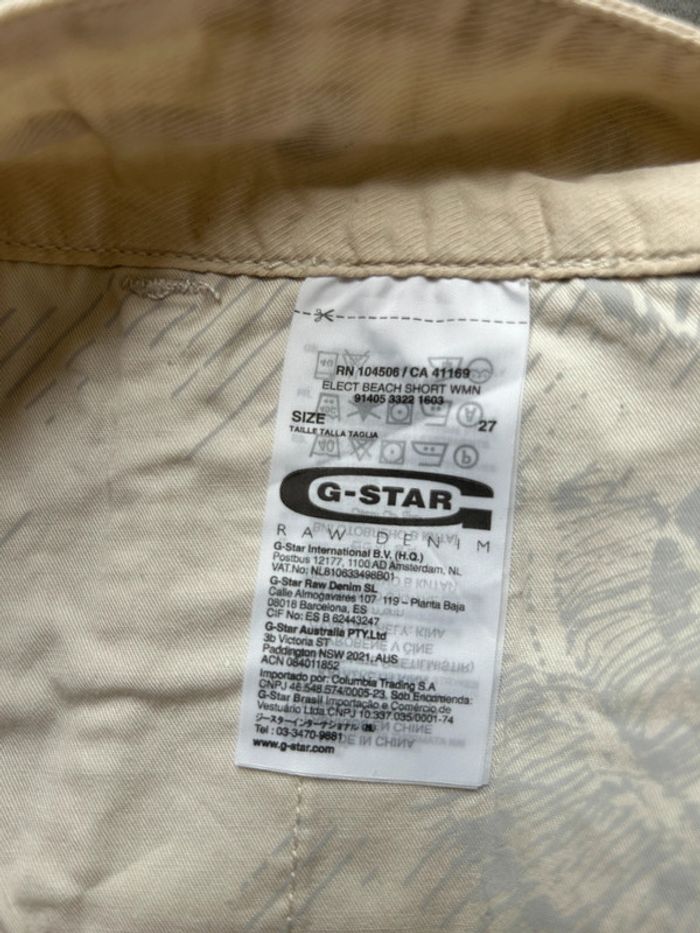 RN 104506 / CA 41169
ELECT BEACH SHORT WMN
91405 3322 1603
SIZE 27
TAILLE TALLA TAGLIA
G-STAR
RAW DENIM
G-Star International B.V. (H.Q.)
Postbus 12177, 1100 AD Amsterdam, NL
VAT.No: NL810633498B01
G-Star Raw Denim SL
Calle Almogavares 107 119 – Planta Baja
08018 Barcelona, ES
CIF No: ES B 62443247
G-Star Australia PTY.Ltd
3b Victoria ST
Paddington NSW 2021, AUS
ACN 084011852
Importado por: Columbia Trading S.A
CNPJ 46.548.574/0005-23. Sob Encomenda:
G-Star Brasil Importação e Comércio de
Vestuário Ltda.CNPJ 10.337.035/0001-74
ジースターインターナショナル (株)
Tel : 03-3470-9881
www.g-star.com